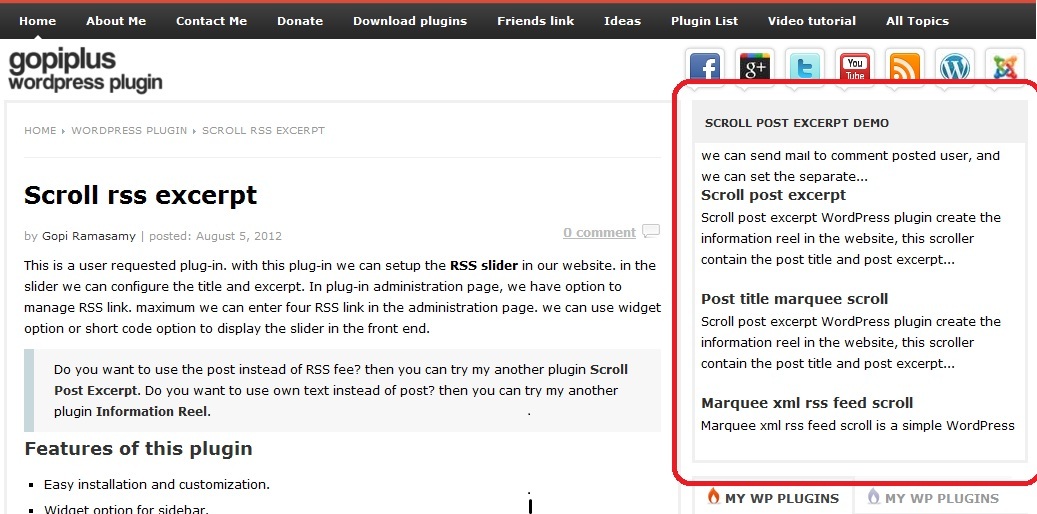 Home About Me Contact Me Donate Download plugins Friends link Ideas Plugin List Video tutorial All Topics
gopiplus
wordpress plugin
f g+ t You Tube W
HOME WORDPRESS PLUGIN SCROLL RSS EXCERPT
Scroll rss excerpt
by Gopi Ramasamy | posted: August 5, 2012
0 comment
This is a user requested plug-in. with this plug-in we can setup the RSS slider in our website. in the
slider we can configure the title and excerpt. In plug-in administration page, we have option to
manage RSS link. maximum we can enter four RSS link in the administration page. we can use widget
option or short code option to display the slider in the front end.
Do you want to use the post instead of RSS fee? then you can try my another plugin Scroll
Post Excerpt. Do you want to use own text instead of post? then you can try my another
plugin Information Reel.
Features of this plugin
Easy installation and customization.
Widget option for sidebar.
SCROLL POST EXCERPT DEMO
we can send mail to comment posted user, and
we can set the separate...
Scroll post excerpt
Scroll post excerpt WordPress plugin create the
information reel in the website, this scroller
contain the post title and post excerpt...
Post title marquee scroll
Scroll post excerpt WordPress plugin create the
information reel in the website, this scroller
contain the post title and post excerpt...
Marquee xml rss feed scroll
Marquee xml rss feed scroll is a simple WordPress
MY WP PLUGINS MY WP PLUGINS